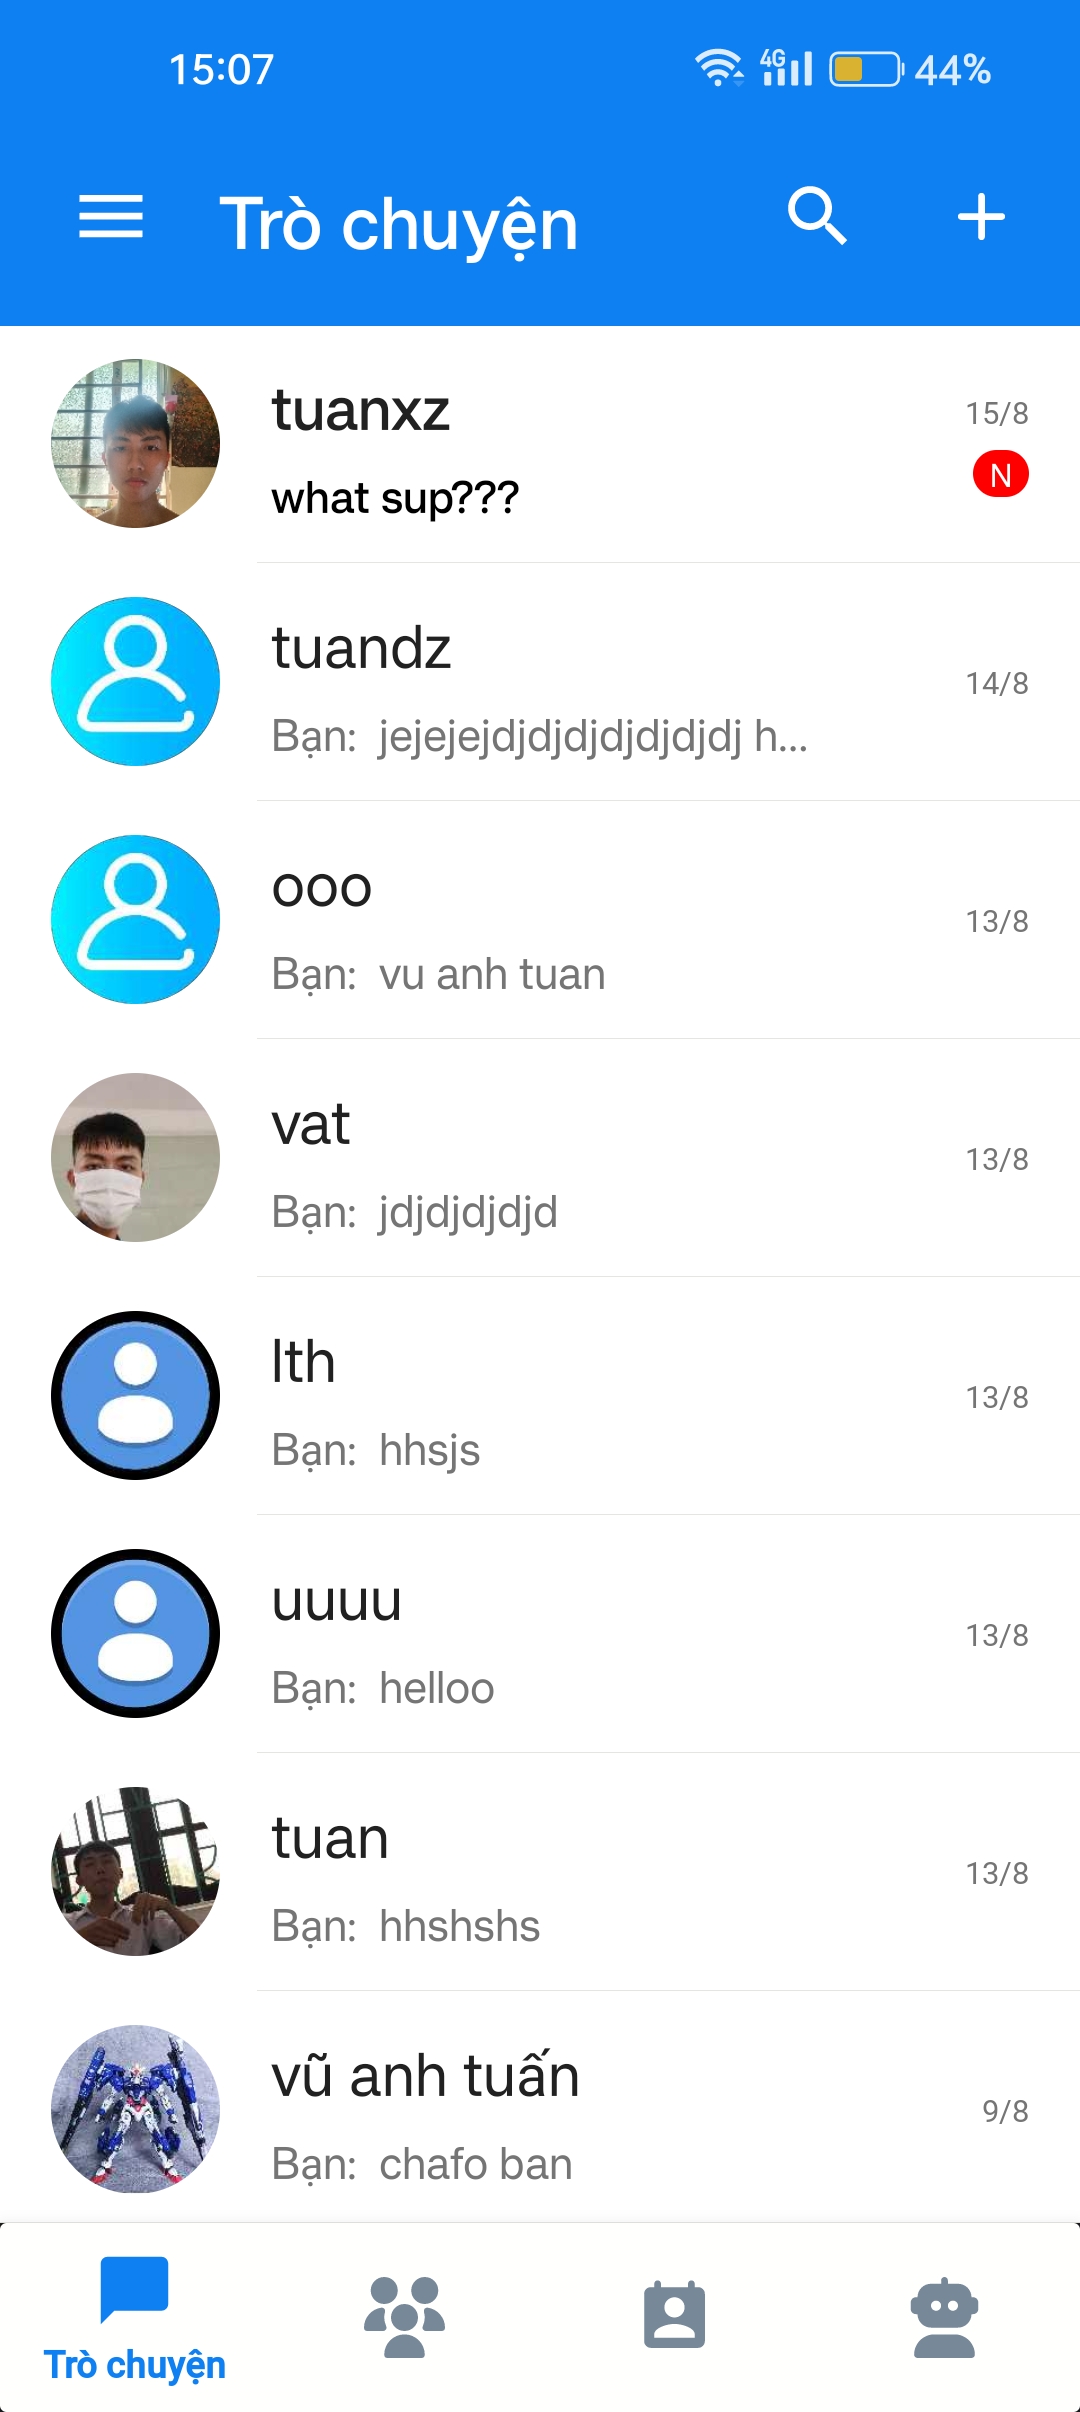 15:07
4G
44%
Trò chuyện
tuanxz
15/8
what sup???
N
tuandz
14/8
Bạn: jejejejdjdjdjdjdjdjdj h...
ooo
13/8
Bạn: vu anh tuan
vat
13/8
Bạn: jdjdjdjdjd
lth
13/8
Bạn: hhsjs
uuuu
13/8
Bạn: helloo
tuan
13/8
Bạn: hhshshs
vũ anh tuấn
9/8
Bạn: chafo ban
Trò chuyện